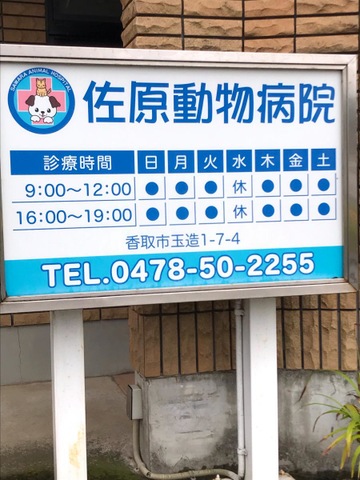 SAWARA ANIMAL HOSPITAL
佐原動物病院
診療時間 日 月 火 水 木 金 土
9:00〜12:00 ● ● ● 休 ● ● ●
16:00〜19:00 ● ● ● 休 ● ● ●
香取市玉造1-7-4
TEL.0478-50-2255